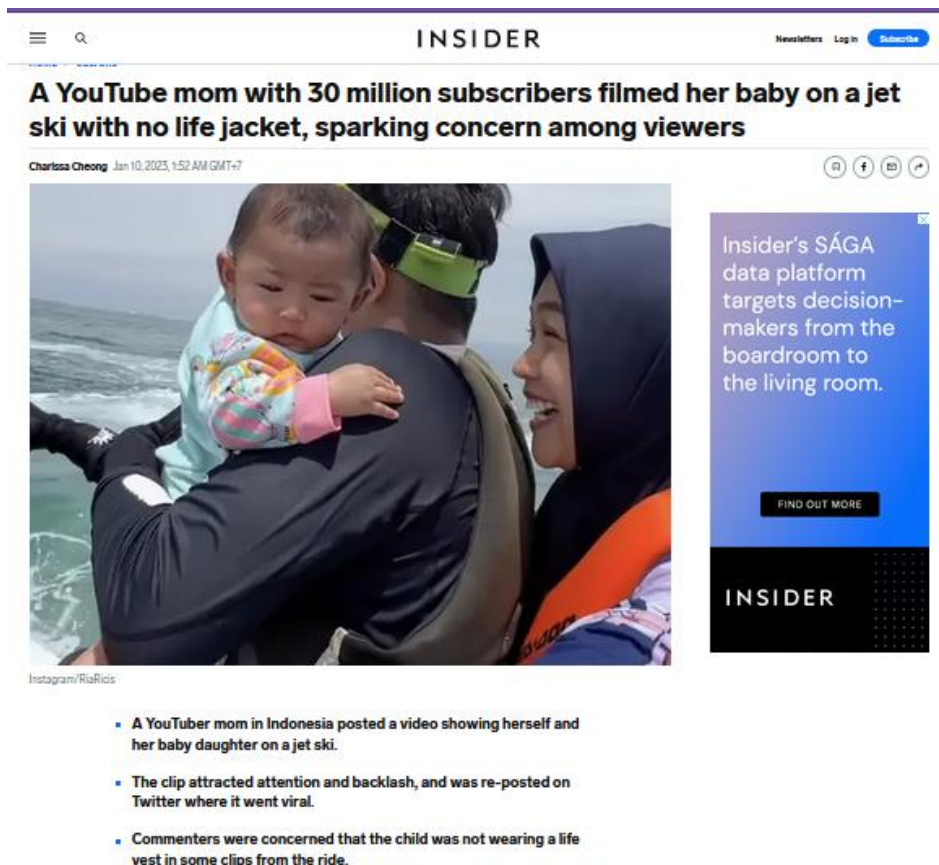 INSIDER
Newsletters Log in Subscribe
A YouTube mom with 30 million subscribers filmed her baby on a jet
ski with no life jacket, sparking concern among viewers
Charissa Cheong Jan 10, 2023, 1:52 AM GMT+7
Insider's SÁGA
data platform
targets decision-
makers from the
boardroom to
the living room.
FIND OUT MORE
INSIDER
Instagram/RiaRicis
A YouTuber mom in Indonesia posted a video showing herself and
her baby daughter on a jet ski.
The clip attracted attention and backlash, and was re-posted on
Twitter where it went viral.
Commenters were concerned that the child was not wearing a life
vest in some clips from the ride.